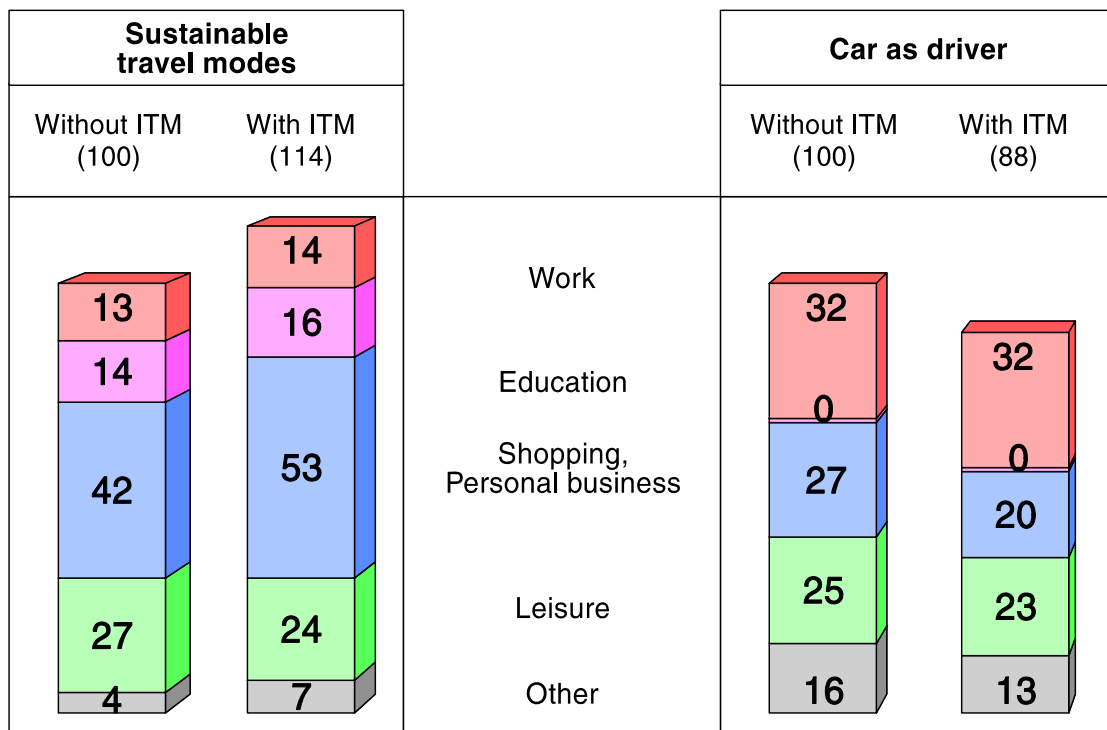 Sustainable
travel modes
Car as driver
Without ITM
(100)
With ITM
(114)
Without ITM
(100)
With ITM
(88)
13
14
42
27
4
14
16
53
24
7
Work
Education
Shopping,
Personal business
Leisure
Other
32
0
27
25
16
32
0
20
23
13